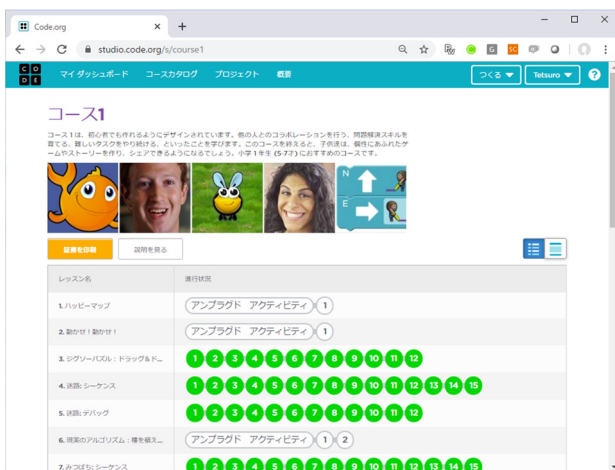 Code.org
studio.code.org/s/course1
CODE マイ ダッシュボード コースカタログ プロジェクト 概要 つくる Tetsuro ?
コース1
コース 1 は、初心者でも作れるようにデザインされています。他の人とのコラボレーションを行う、問題解決スキルを
育てる、難しいタスクをやり続ける、といったことを学びます。このコースを終えると、子供達は、個性にあふれたゲ
ームやストーリーを作り、シェアできるようになるでしょう。小学 1 年生 (5-7才) におすすめのコースです。
N
E
証書を印刷 説明を見る
レッスン名 進行状況
1. ハッピーマップ アンプラグド アクティビティ 1
2. 動かせ！動かせ！ アンプラグド アクティビティ 1
3. ジグソーパズル：ドラッグ&ド... 1 2 3 4 5 6 7 8 9 10 11 12
4. 迷路: シーケンス 1 2 3 4 5 6 7 8 9 10 11 12 13 14 15
5. 迷路: デバッグ 1 2 3 4 5 6 7 8 9 10 11 12
6. 現実のアルゴリズム：種を植え... アンプラグド アクティビティ 1 2
7. みつばち: シーケンス 1 2 3 4 5 6 7 8 9 10 11 12 13 14 15